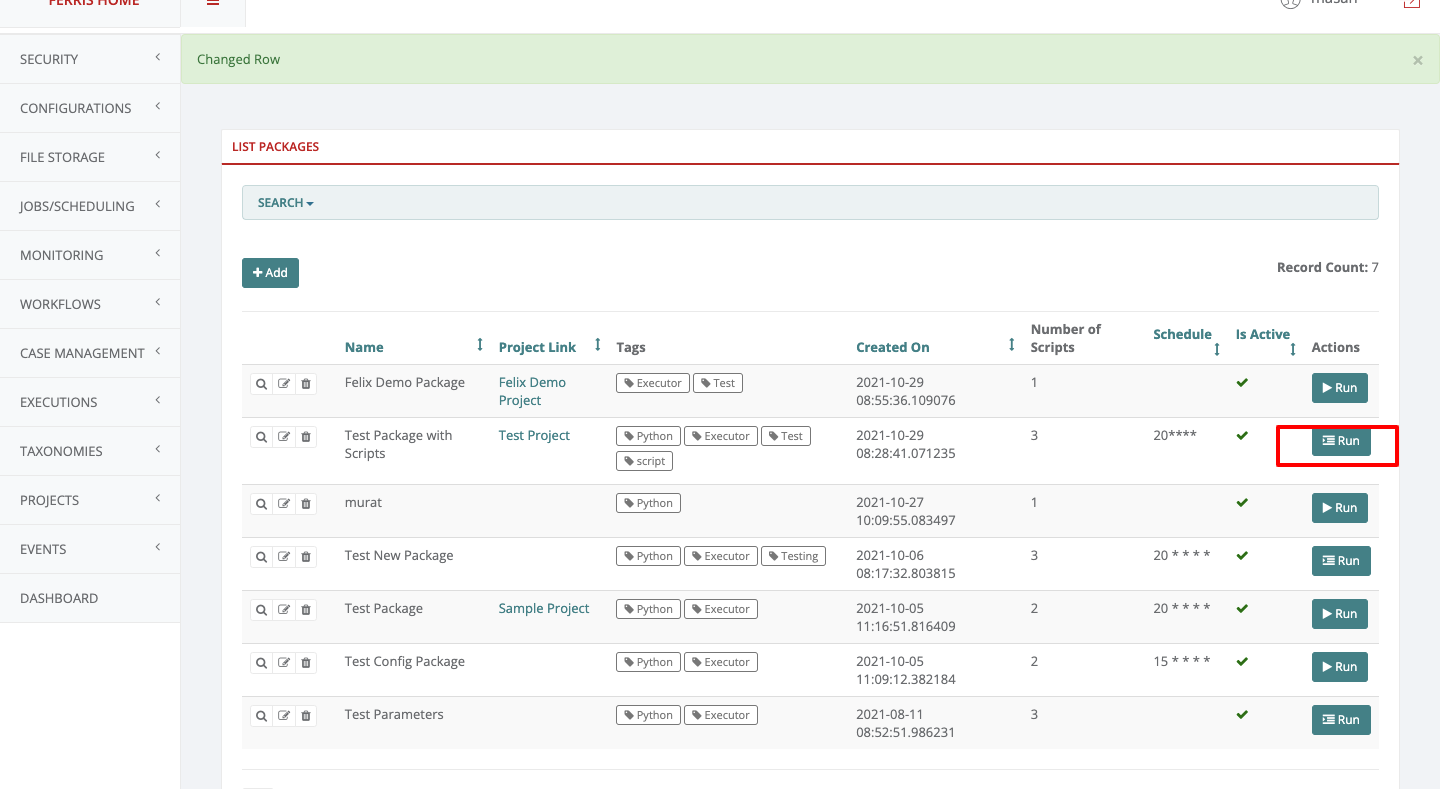 FERRIS HOME
masan
SECURITY
CONFIGURATIONS
FILE STORAGE
JOBS/SCHEDULING
MONITORING
WORKFLOWS
CASE MANAGEMENT
EXECUTIONS
TAXONOMIES
PROJECTS
EVENTS
DASHBOARD
Changed Row
×
LIST PACKAGES
SEARCH
Add
Record Count: 7
Name Project Link Tags Created On Number of Scripts Schedule Is Active Actions
Felix Demo Package Felix Demo Project Executor Test 2021-10-29 08:55:36.109076 1 Run
Test Package with Scripts Test Project Python Executor Test script 2021-10-29 08:28:41.071235 3 20**** Run
murat Python 2021-10-27 10:09:55.083497 1 Run
Test New Package Python Executor Testing 2021-10-06 08:17:32.803815 3 20 * * * * Run
Test Package Sample Project Python Executor 2021-10-05 11:16:51.816409 2 20 * * * * Run
Test Config Package Python Executor 2021-10-05 11:09:12.382184 2 15 * * * * Run
Test Parameters Python Executor 2021-08-11 08:52:51.986231 3 Run